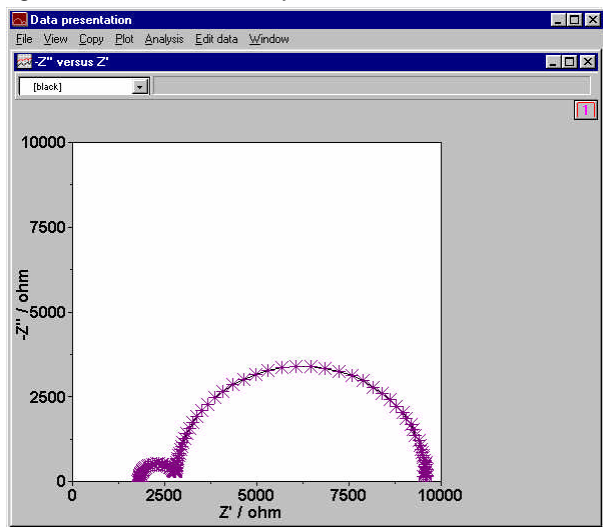 Data presentation
File View Copy Plot Analysis Edit data Window
-Z" versus Z'
[black]
1
10000
7500
5000
2500
0
-Z" / ohm
0 2500 5000 7500 10000
Z' / ohm